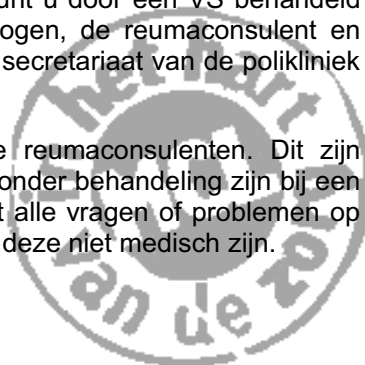 unt u door een VS behandeld
ogen, de reumaconsulent en
secretariaat van de polikliniek
e reumaconsulenten. Dit zijn
onder behandeling zijn bij een
t alle vragen of problemen op
deze niet medisch zijn.
het hart
van de zorg